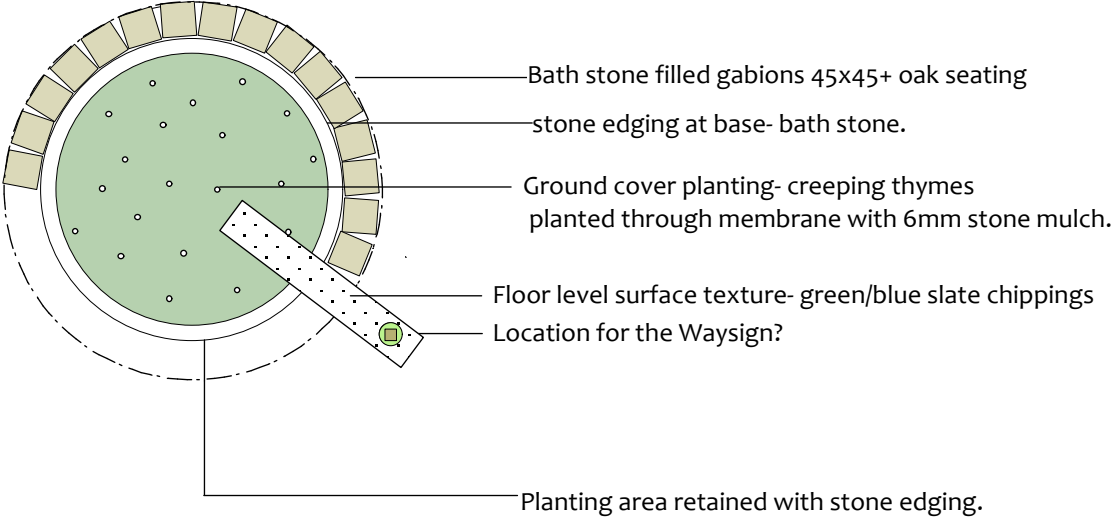 Bath stone filled gabions 45x45+ oak seating
stone edging at base- bath stone.
Ground cover planting- creeping thymes
planted through membrane with 6mm stone mulch.
Floor level surface texture- green/blue slate chippings
Location for the Waysign?
Planting area retained with stone edging.